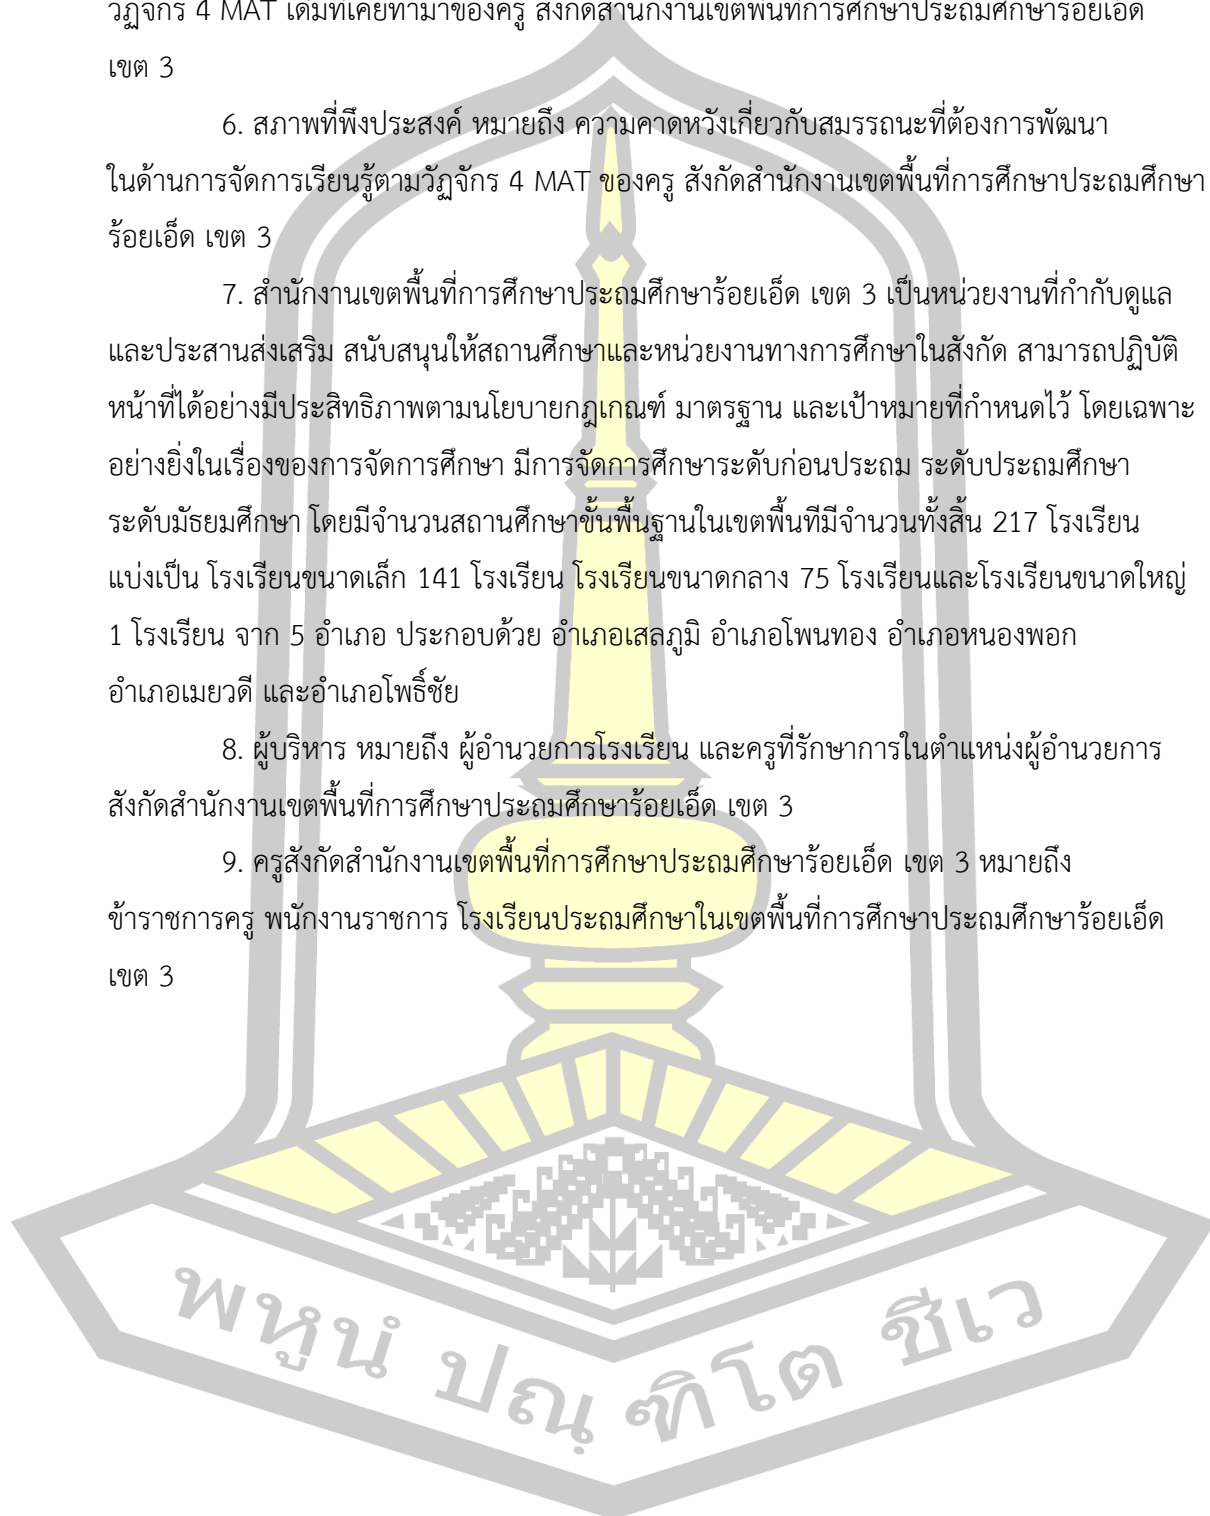 วัฏจักร 4 MAT เดิมที่เคยทำมาของครู สังกัดสำนักงานเขตพื้นที่การศึกษาประถมศึกษาร้อยเอ็ด
เขต 3
6. สภาพที่พึงประสงค์ หมายถึง ความคาดหวังเกี่ยวกับสมรรถนะที่ต้องการพัฒนา
ในด้านการจัดการเรียนรู้ตามวัฏจักร 4 MAT ของครู สังกัดสำนักงานเขตพื้นที่การศึกษาประถมศึกษา
ร้อยเอ็ด เขต 3
7. สำนักงานเขตพื้นที่การศึกษาประถมศึกษาร้อยเอ็ด เขต 3 เป็นหน่วยงานที่กำกับดูแล
และประสานส่งเสริม สนับสนุนให้สถานศึกษาและหน่วยงานทางการศึกษาในสังกัด สามารถปฏิบัติ
หน้าที่ได้อย่างมีประสิทธิภาพตามนโยบายกฎเกณฑ์ มาตรฐาน และเป้าหมายที่กำหนดไว้ โดยเฉพาะ
อย่างยิ่งในเรื่องของการจัดการศึกษา มีการจัดการศึกษาระดับก่อนประถม ระดับประถมศึกษา
ระดับมัธยมศึกษา โดยมีจำนวนสถานศึกษาขั้นพื้นฐานในเขตพื้นทีมีจำนวนทั้งสิ้น 217 โรงเรียน
แบ่งเป็น โรงเรียนขนาดเล็ก 141 โรงเรียน โรงเรียนขนาดกลาง 75 โรงเรียนและโรงเรียนขนาดใหญ่
1 โรงเรียน จาก 5 อำเภอ ประกอบด้วย อำเภอเสลภูมิ อำเภอโพนทอง อำเภอหนองพอก
อำเภอเมยวดี และอำเภอโพธิ์ชัย
8. ผู้บริหาร หมายถึง ผู้อำนวยการโรงเรียน และครูที่รักษาการในตำแหน่งผู้อำนวยการ
สังกัดสำนักงานเขตพื้นที่การศึกษาประถมศึกษาร้อยเอ็ด เขต 3
9. ครูสังกัดสำนักงานเขตพื้นที่การศึกษาประถมศึกษาร้อยเอ็ด เขต 3 หมายถึง
ข้าราชการครู พนักงานราชการ โรงเรียนประถมศึกษาในเขตพื้นที่การศึกษาประถมศึกษาร้อยเอ็ด
เขต 3
พหูนํ ปณฺฑิโต ชีเว